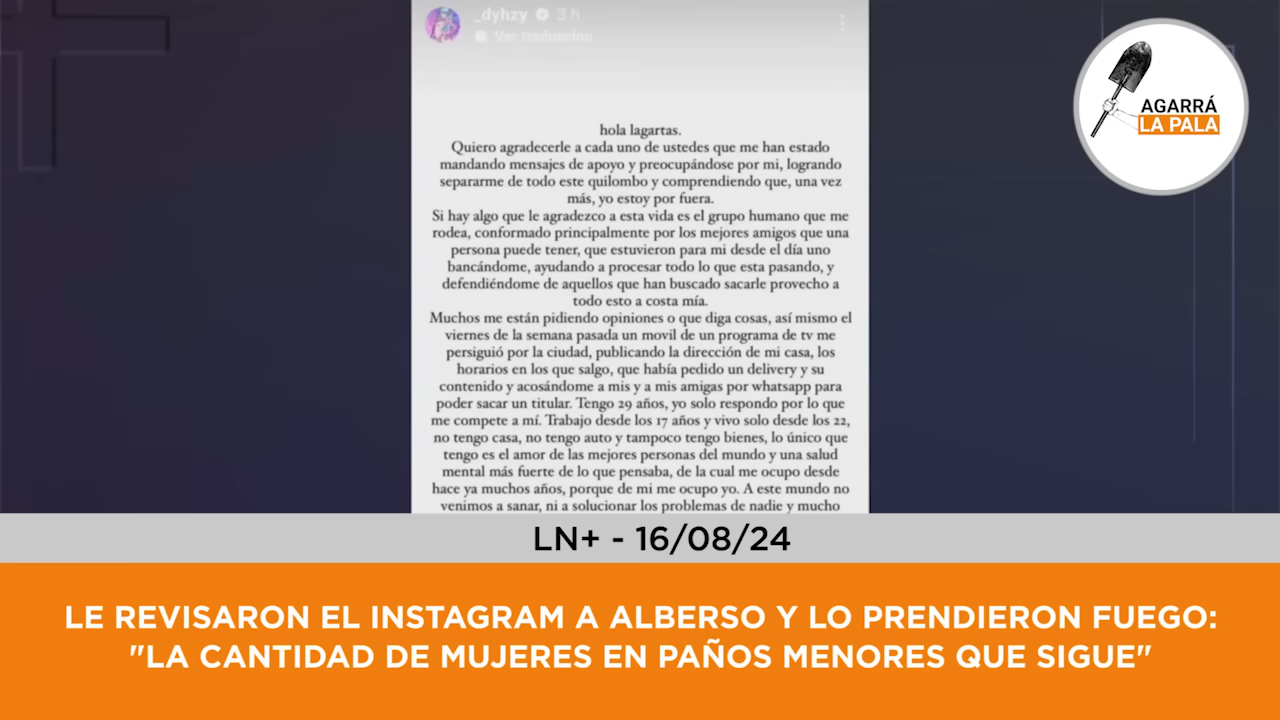 _dyhzy 3 h
Ver traducción
hola lagartas.
Quiero agradecerle a cada uno de ustedes que me han estado
mandando mensajes de apoyo y preocupándose por mi, logrando
separarme de todo este quilombo y comprendiendo que, una vez
más, yo estoy por fuera.
Si hay algo que le agradezco a esta vida es el grupo humano que me
rodea, conformado principalmente por los mejores amigos que una
persona puede tener, que estuvieron para mi desde el día uno
bancándome, ayudando a procesar todo lo que esta pasando, y
defendiéndome de aquellos que han buscado sacarle provecho a
todo esto a costa mía.
Muchos me están pidiendo opiniones o que diga cosas, así mismo el
viernes de la semana pasada un movil de un programa de tv me
persiguió por la ciudad, publicando la dirección de mi casa, los
horarios en los que salgo, que había pedido un delivery y su
contenido y acosándome a mis y a mis amigas por whatsapp para
poder sacar un titular. Tengo 29 años, yo solo respondo por lo que
me compete a mí. Trabajo desde los 17 años y vivo solo desde los 22,
no tengo casa, no tengo auto y tampoco tengo bienes, lo único que
tengo es el amor de las mejores personas del mundo y una salud
mental más fuerte de lo que pensaba, de la cual me ocupo desde
hace ya muchos años, porque de mi me ocupo yo. A este mundo no
venimos a sanar, ni a solucionar los problemas de nadie y mucho
AGARRÁ
LA PALA
LN+ - 16/08/24
LE REVISARON EL INSTAGRAM A ALBERSO Y LO PRENDIERON FUEGO:
"LA CANTIDAD DE MUJERES EN PAÑOS MENORES QUE SIGUE"